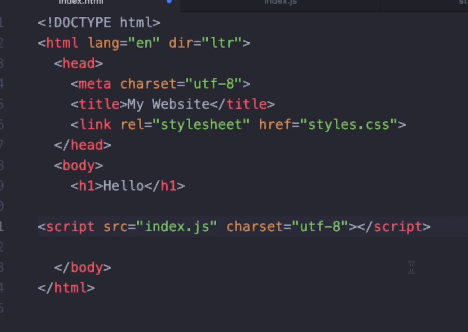 index.html
index.js
<!DOCTYPE html>
<html lang="en" dir="ltr">
<head>
<meta charset="utf-8">
<title>My Website</title>
<link rel="stylesheet" href="styles.css">
</head>
<body>
<h1>Hello</h1>
<script src="index.js" charset="utf-8"></script>
</body>
</html>